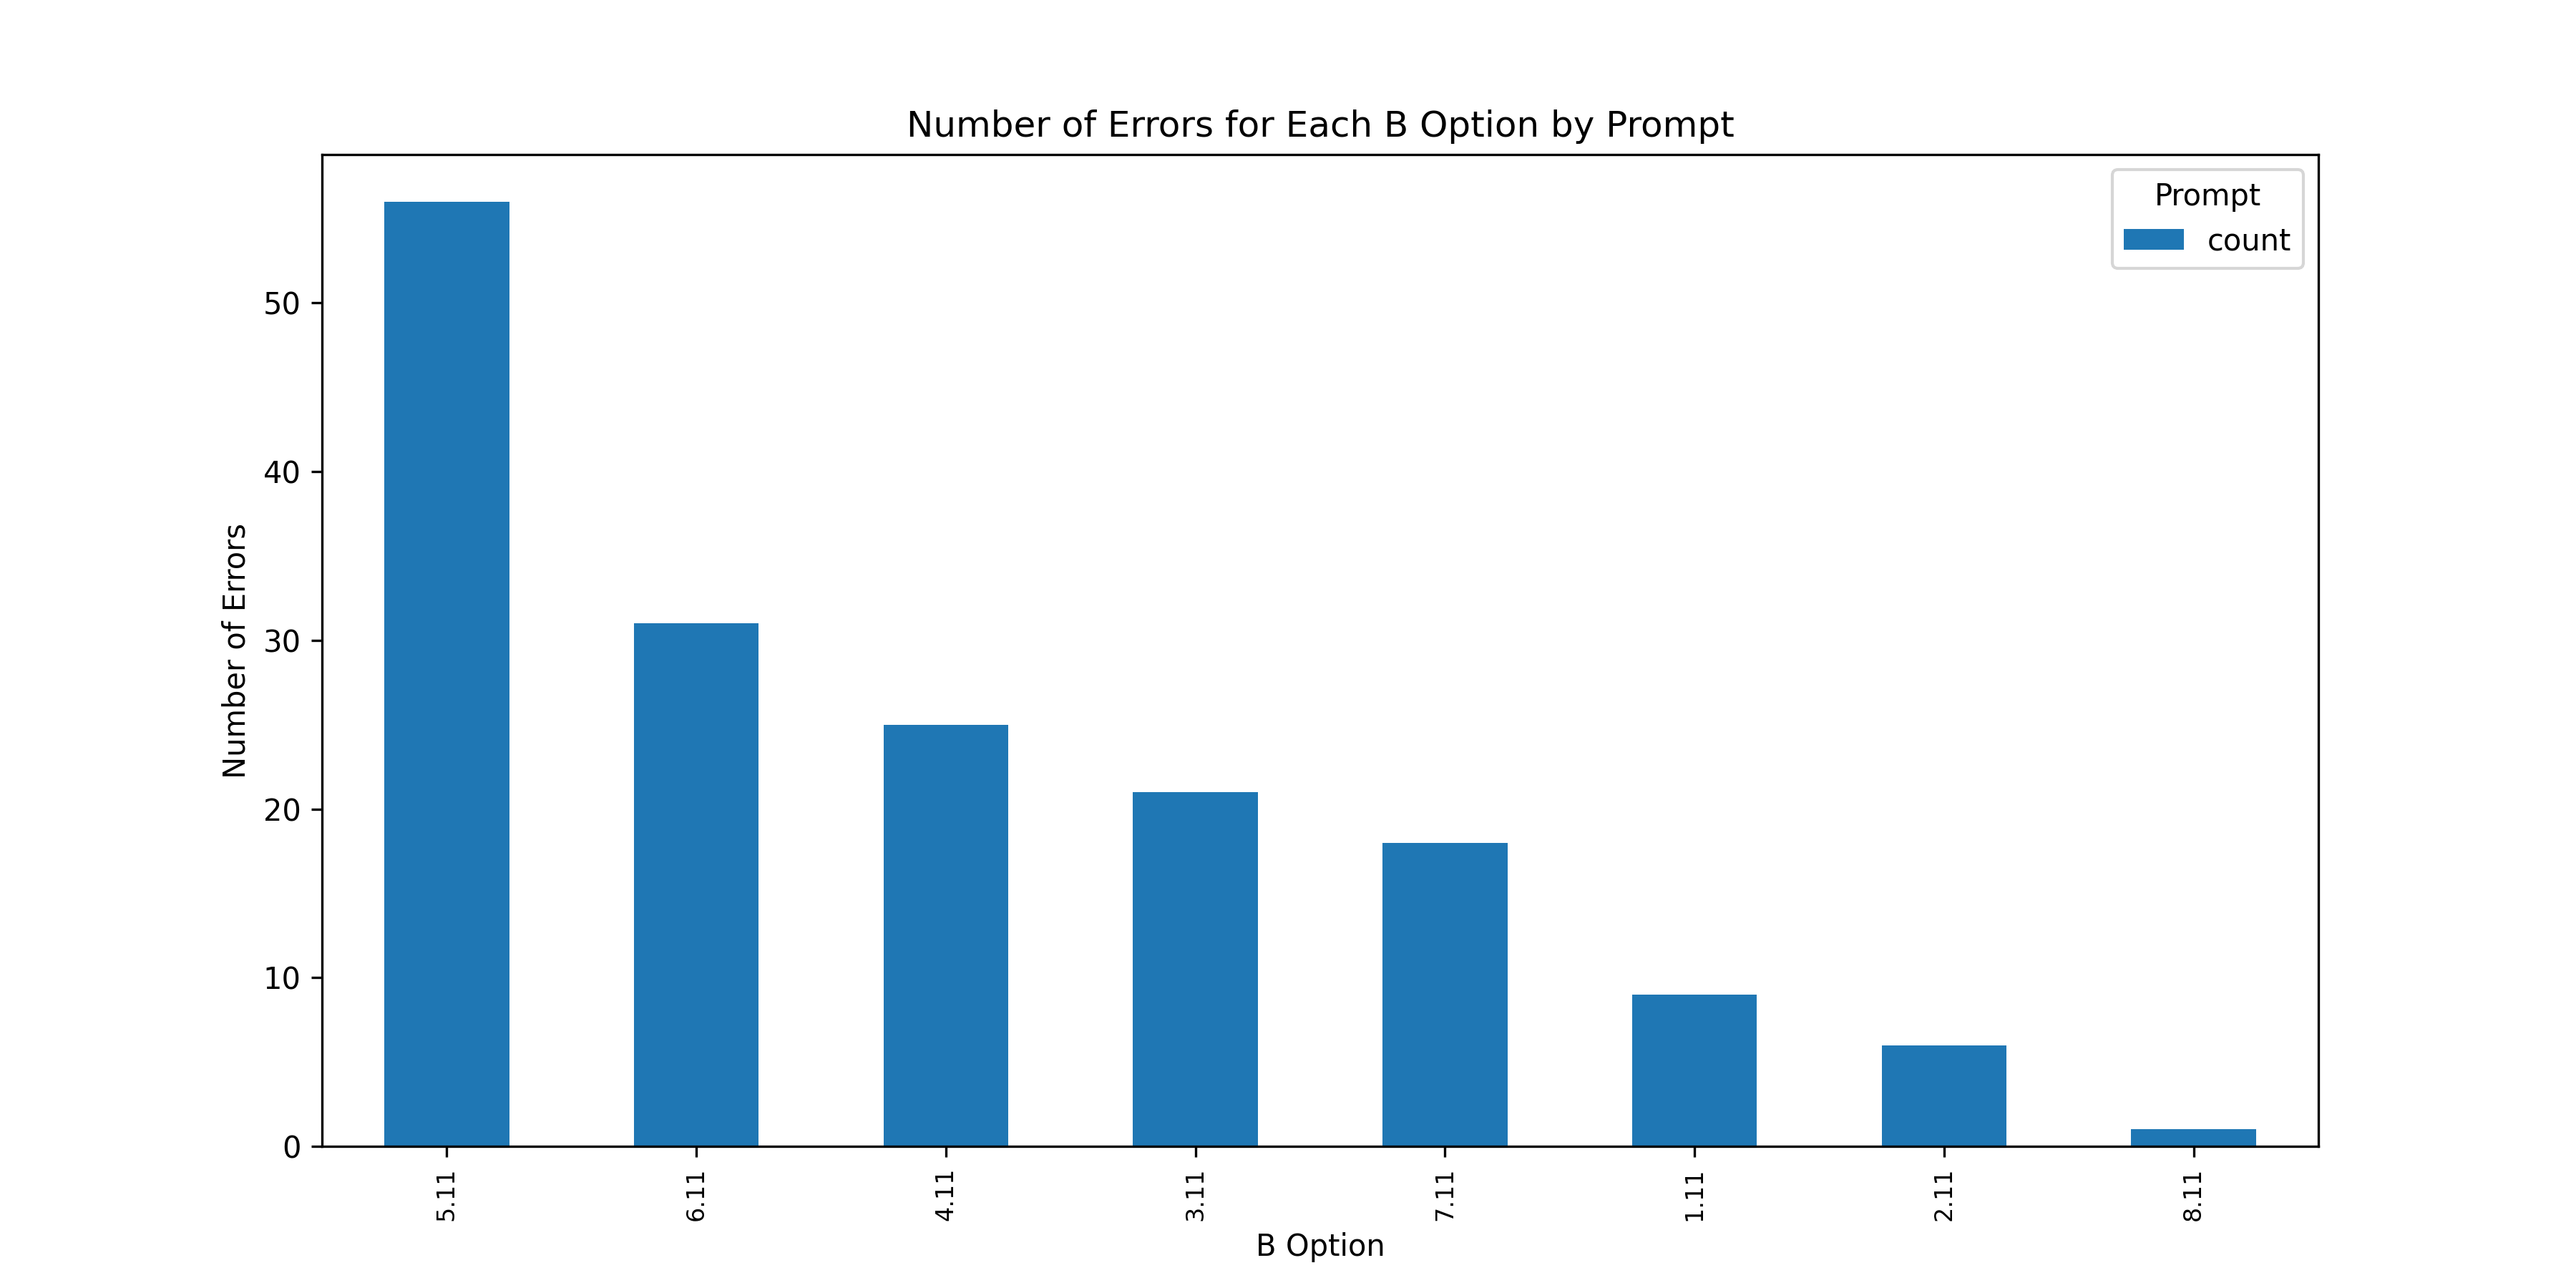 Number of Errors for Each B Option by Prompt
Prompt
count
Number of Errors
50
40
30
20
10
0
5.11
6.11
4.11
3.11
7.11
1.11
2.11
8.11
B Option